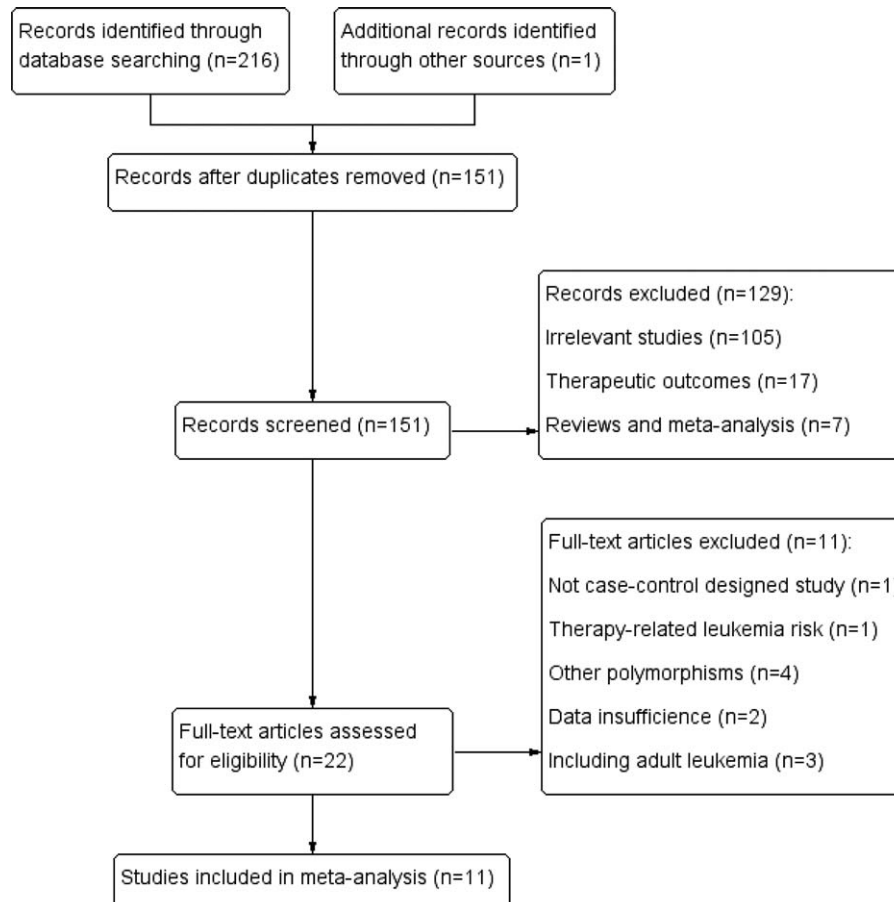 Records identified through
database searching (n=216)
Additional records identified
through other sources (n=1)
Records after duplicates removed (n=151)
Records excluded (n=129):
Irrelevant studies (n=105)
Therapeutic outcomes (n=17)
Reviews and meta-analysis (n=7)
Records screened (n=151)
Full-text articles excluded (n=11):
Not case-control designed study (n=1)
Therapy-related leukemia risk (n=1)
Other polymorphisms (n=4)
Data insufficience (n=2)
Including adult leukemia (n=3)
Full-text articles assessed
for eligibility (n=22)
Studies included in meta-analysis (n=11)